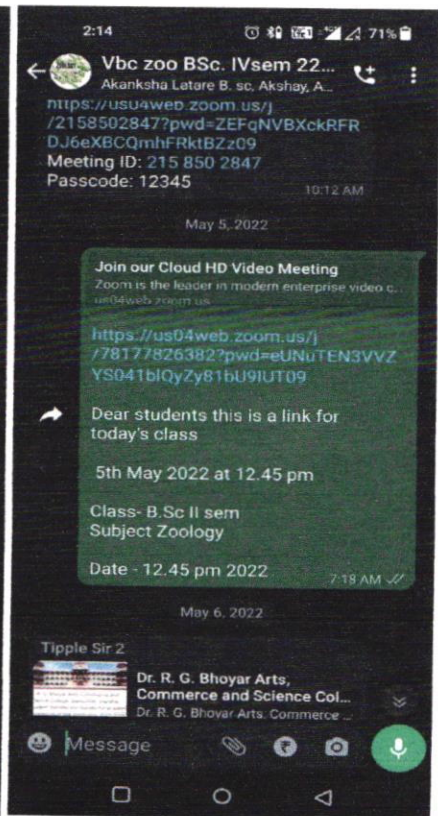 2:14
71%
Vbc zoo BSc. IVsem 22...
Akanksha Latare B. sc, Akshay, A...
https://us04web.zoom.us/j
/2158502847?pwd=ZEFqNVBXckRFR
DJ6eXBCQmhFRktBZz09
Meeting ID: 215 850 2847
Passcode: 12345
10:12 AM
May 5, 2022
Join our Cloud HD Video Meeting
Zoom is the leader in modern enterprise video c...
us04web.zoom.us
https://us04web.zoom.us/j
/78177826382?pwd=eUNuTEN3VVZ
YS041blQyZy81bU9IUT09
Dear students this is a link for
today's class
5th May 2022 at 12.45 pm
Class- B.Sc II sem
Subject Zoology
Date - 12.45 pm 2022
7:18 AM
May 6, 2022
Tipple Sir 2
Dr. R. G. Bhoyar Arts,
Commerce and Science Col...
Dr. R. G. Bhoyar Arts, Commerce ...
Message